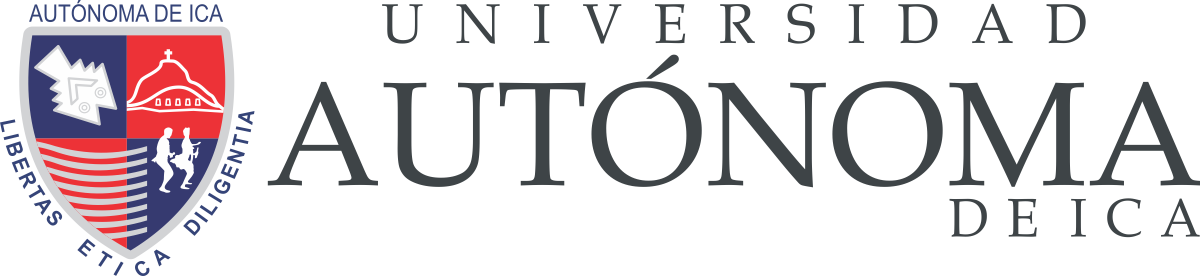 AUTÓNOMA DE ICA
LIBERTAS ETICA DILIGENTIA
UNIVERSIDAD
AUTÓNOMA
DE ICA